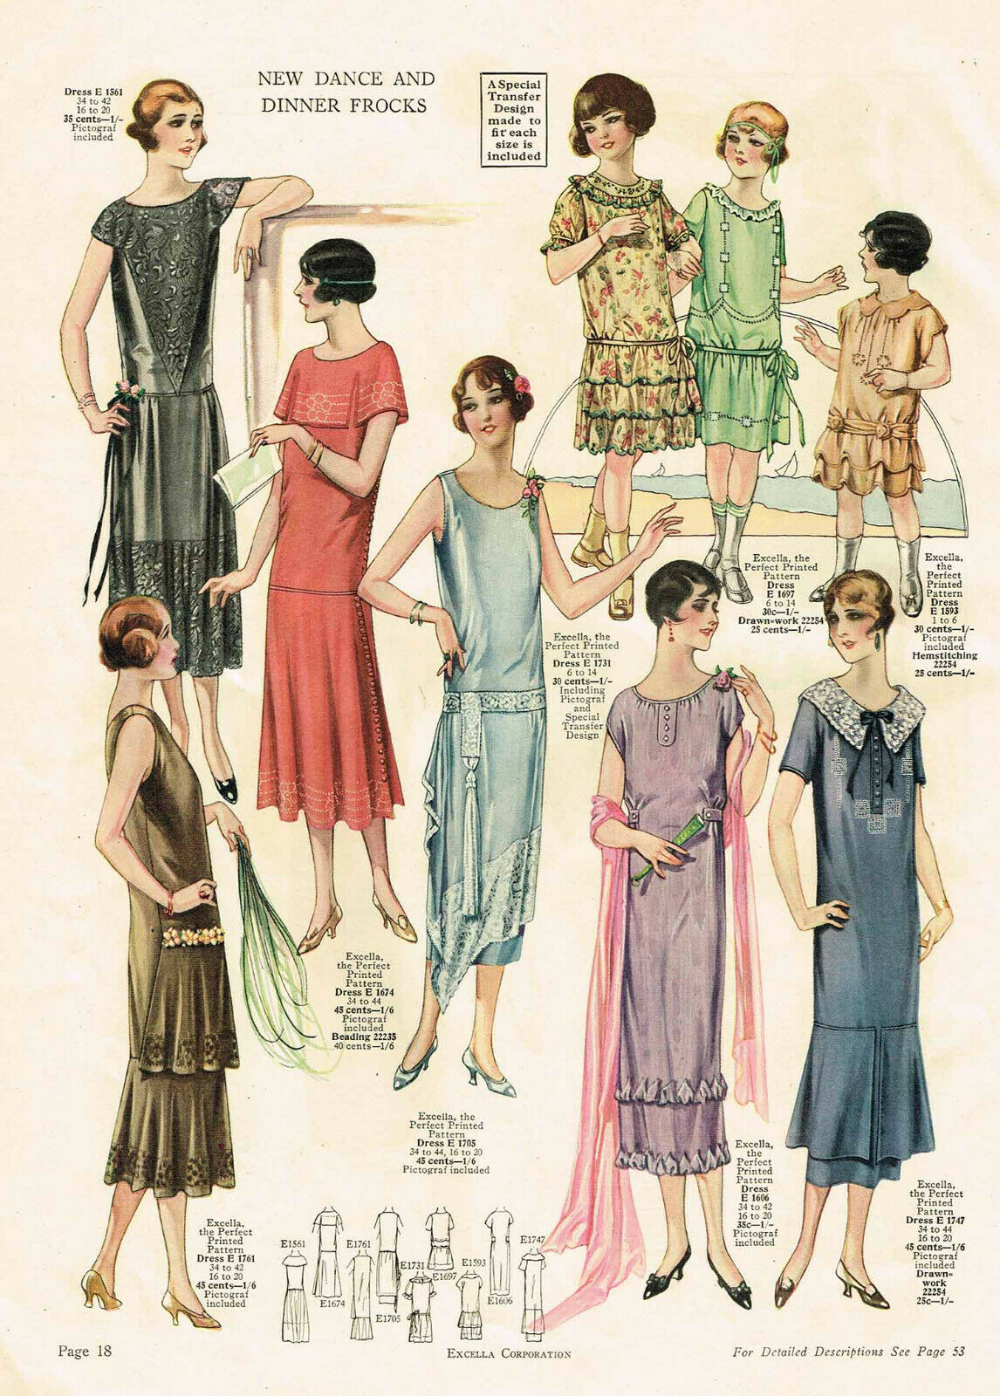 Dress E 1561
34 to 42
16 to 20
35 cents—1/-
Pictograf
included
NEW DANCE AND
DINNER FROCKS
A Special
Transfer
Design
made to
fit each
size is
included
Excella, the
Perfect Printed
Pattern
Dress
E 1697
6 to 14
30c—1/-
Drawn=work 22254
25 cents—1/-
Excella,
the
Perfect
Printed
Pattern
Dress
E 1593
1 to 6
30 cents—1/-
Pictograf
included
Hemstitching
22254
25 cents—1/-
Excella, the
Perfect Printed
Pattern
Dress E 1731
6 to 14
30 cents—1/-
Including
Pictograf
and
Special
Transfer
Design
Excella,
the Perfect
Printed
Pattern
Dress E 1674
34 to 44
45 cents—1/6
Pictograf
included
Beading 22235
40 cents—1/6
Excella, the
Perfect Printed
Pattern
Dress E 1705
34 to 44, 16 to 20
45 cents—1/6
Pictograf included
Excella,
the
Perfect
Printed
Pattern
Dress
E 1606
34 to 42
16 to 20
35c—1/-
Pictograf
included
Excella,
the Perfect
Printed
Pattern
Dress E 1747
34 to 44
16 to 20
45 cents—1/6
Pictograf
included
Drawn=
work
22254
25c—1/-
Excella,
the Perfect
Printed
Pattern
Dress E 1761
34 to 42
16 to 20
45 cents—1/6
Pictograf
included
E1561
E1674
E1761
E1705
E1731
E1697
E1593
E1606
E1747
Page 18
EXCELLA CORPORATION
For Detailed Descriptions See Page 53